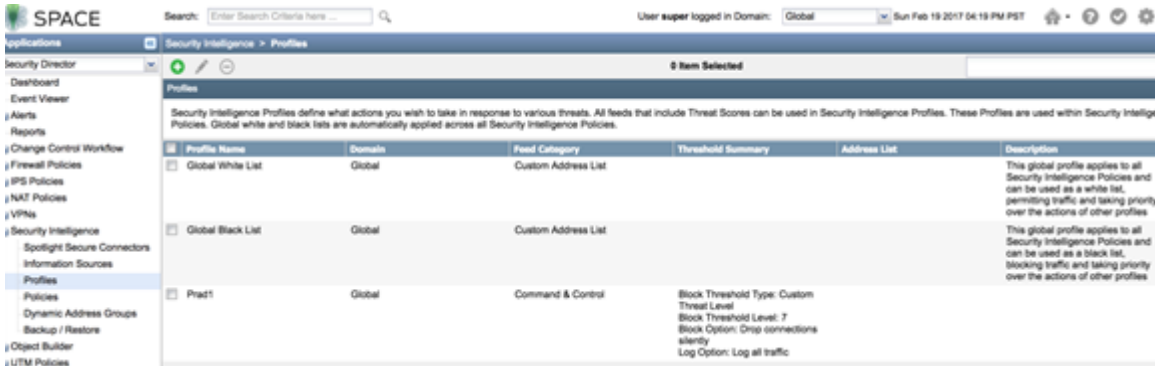 SPACE
Search: Enter Search Criteria here ...
User super logged in Domain: Global
Sun Feb 19 2017 04:19 PM PST
Applications
Security Intelligence > Profiles
Security Director
0 Item Selected
Dashboard
Event Viewer
Alerts
Reports
Change Control Workflow
Firewall Policies
IPS Policies
NAT Policies
VPNs
Security Intelligence
Spotlight Secure Connectors
Information Sources
Profiles
Policies
Dynamic Address Groups
Backup / Restore
Object Builder
UTM Policies
Profiles
Security Intelligence Profiles define what actions you wish to take in response to various threats. All feeds that include Threat Scores can be used in Security Intelligence Profiles. These Profiles are used within Security Intellige
Policies. Global white and black lists are automatically applied across all Security Intelligence Policies.
Profile Name Domain Feed Category Threshold Summary Address List Description
Global White List Global Custom Address List
This global profile applies to all
Security Intelligence Policies and
can be used as a white list,
permitting traffic and taking priority
over the actions of other profiles
Global Black List Global Custom Address List
This global profile applies to all
Security Intelligence Policies and
can be used as a black list,
blocking traffic and taking priority
over the actions of other profiles
Prad1 Global Command & Control
Block Threshold Type: Custom
Threat Level
Block Threshold Level: 7
Block Option: Drop connections
silently
Log Option: Log all traffic